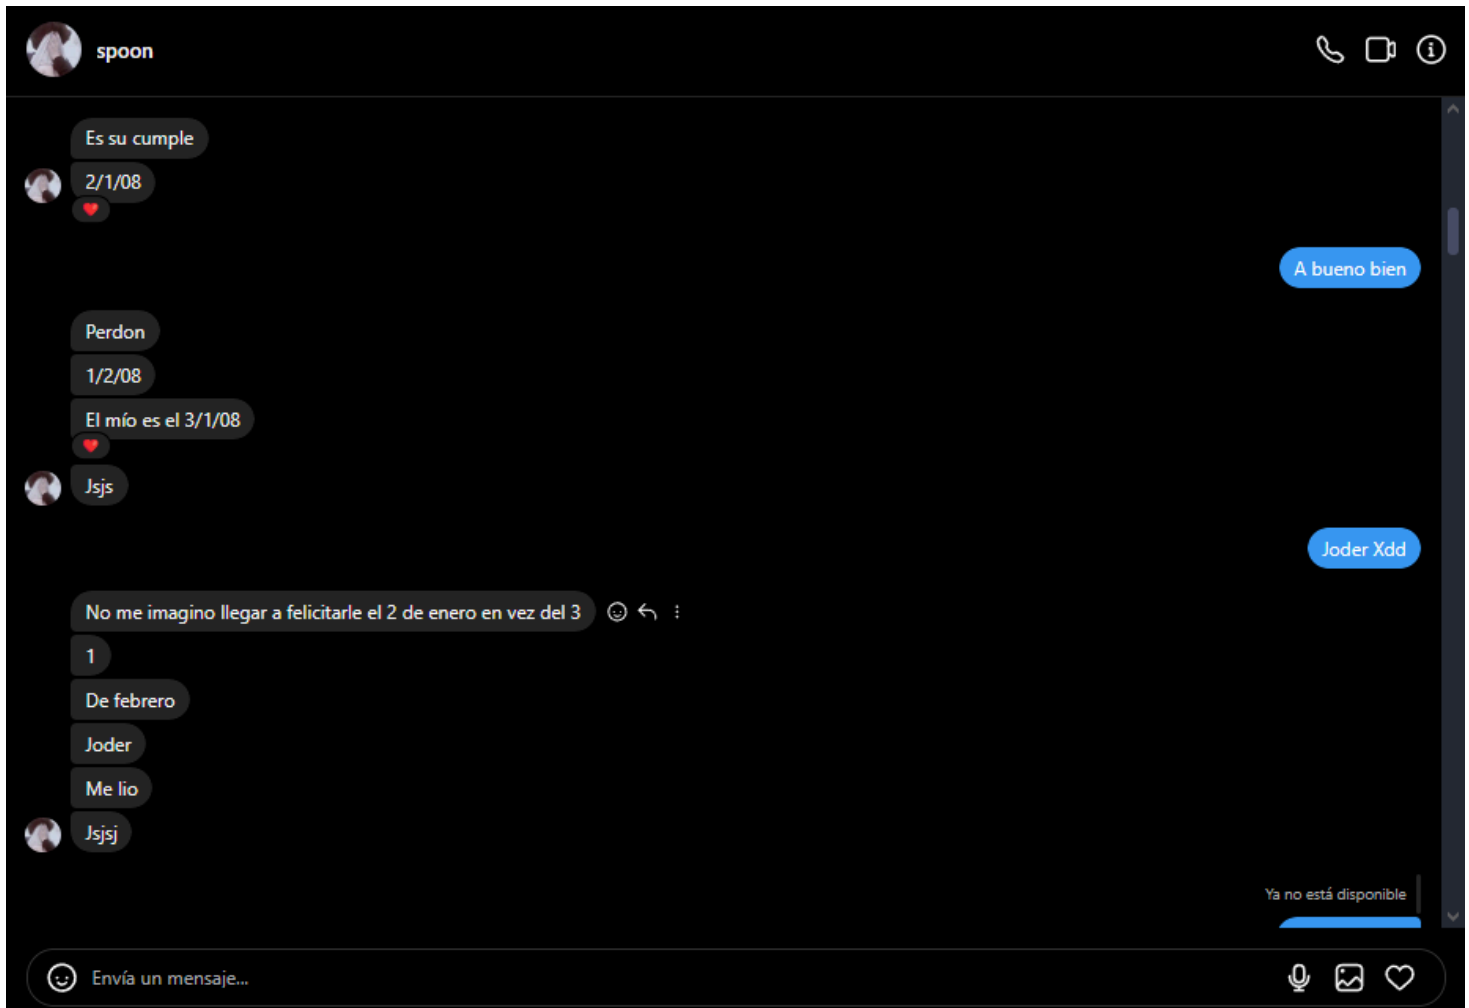 spoon
Es su cumple
2/1/08
A bueno bien
Perdon
1/2/08
El mío es el 3/1/08
Jsjs
Joder Xdd
No me imagino llegar a felicitarle el 2 de enero en vez del 3
1
De febrero
Joder
Me lio
Jsjsj
Ya no está disponible
Envía un mensaje...